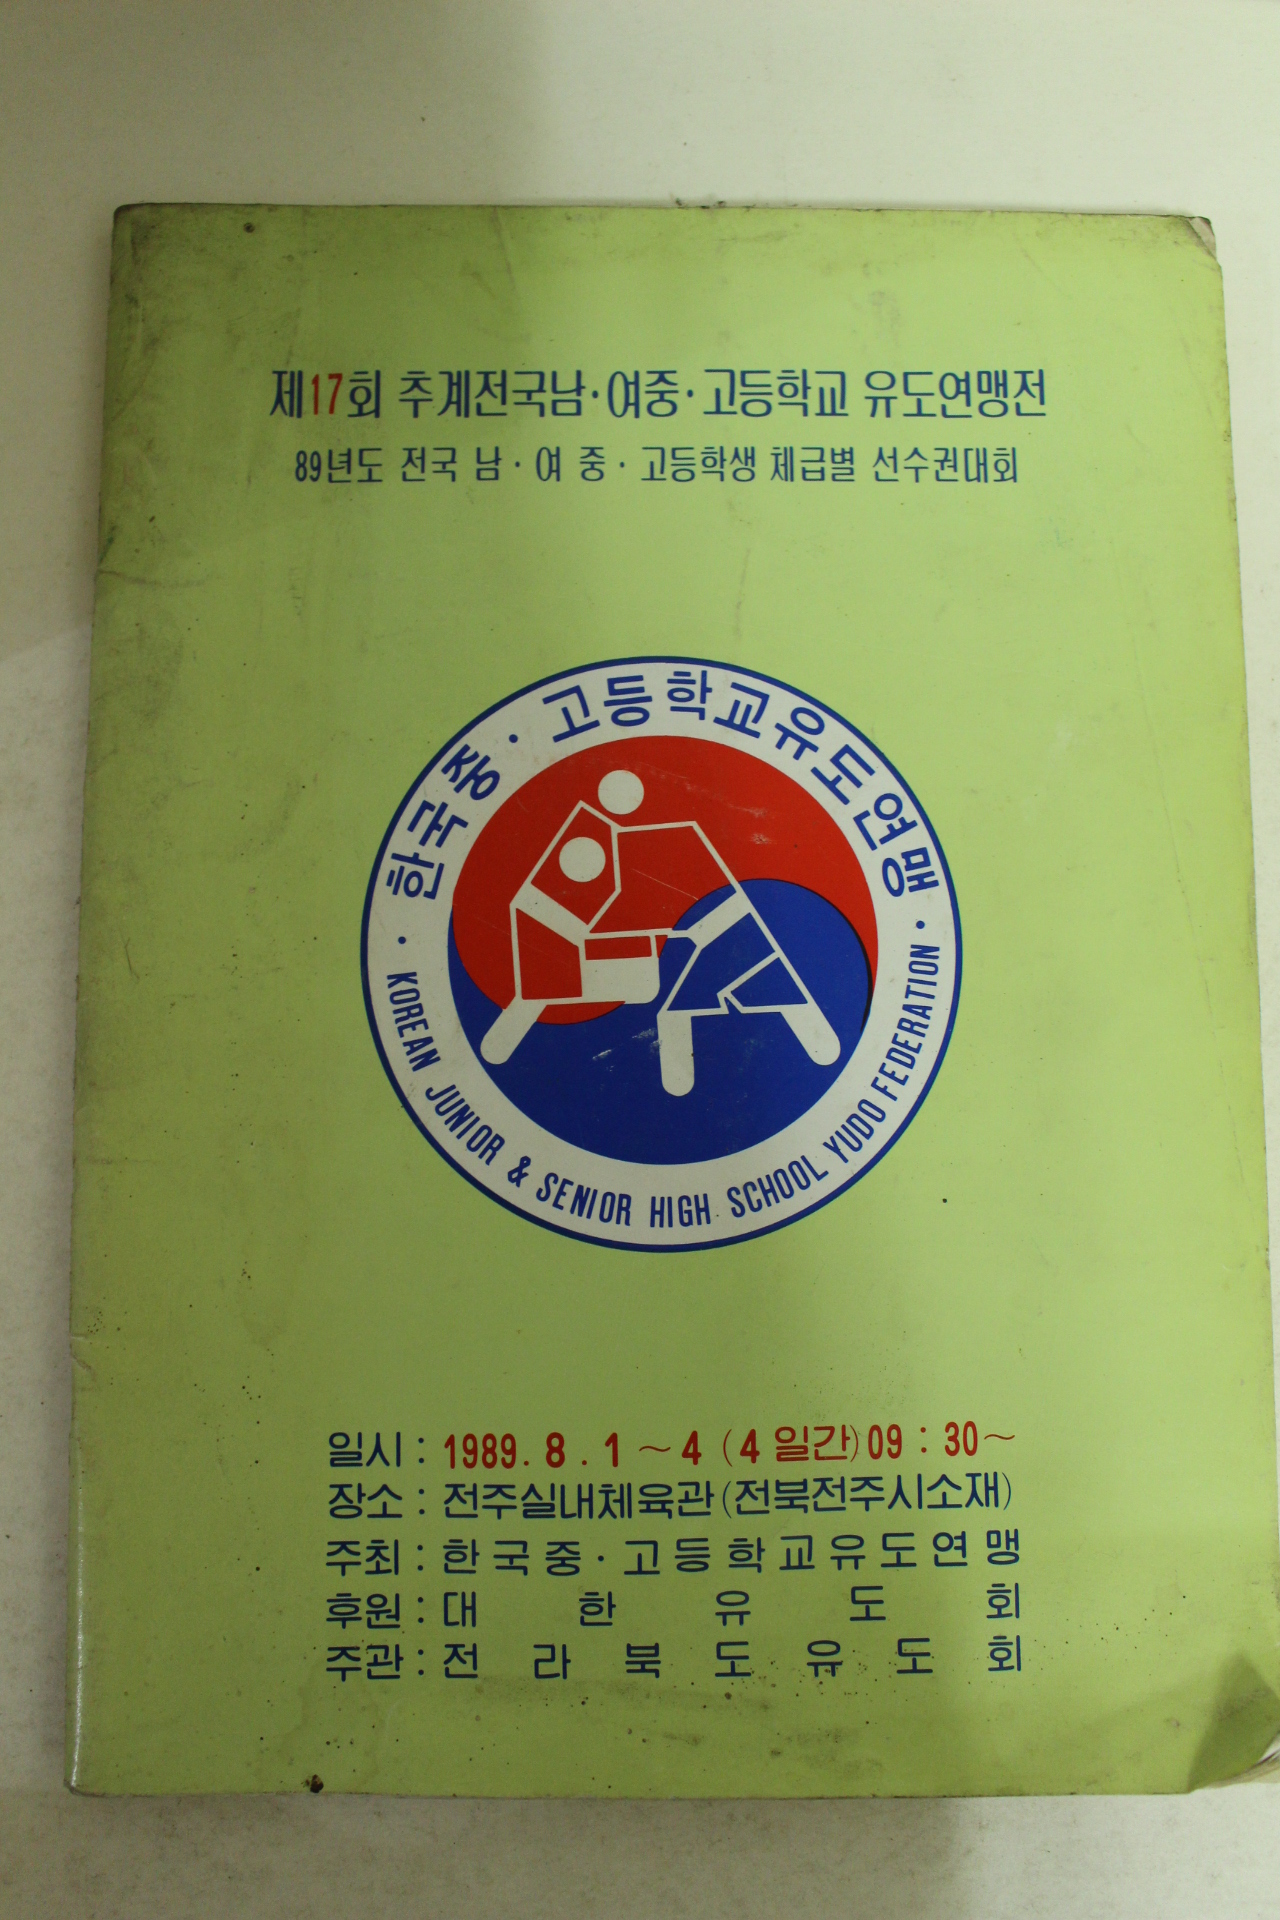 제17회 추계전국남·여중·고등학교 유도연맹전
89년도 전국 남·여 중·고등학생 체급별 선수권대회
한국중·고등학교유도연맹
· KOREAN JUNIOR & SENIOR HIGH SCHOOL YUDO FEDERATION ·
일시 : 1989. 8. 1 ~ 4 (4 일간) 09 : 30~
장소 : 전주실내체육관(전북전주시소재)
주최 : 한국중·고등학교유도연맹
후원 : 대한유도회
주관 : 전라북도유도회